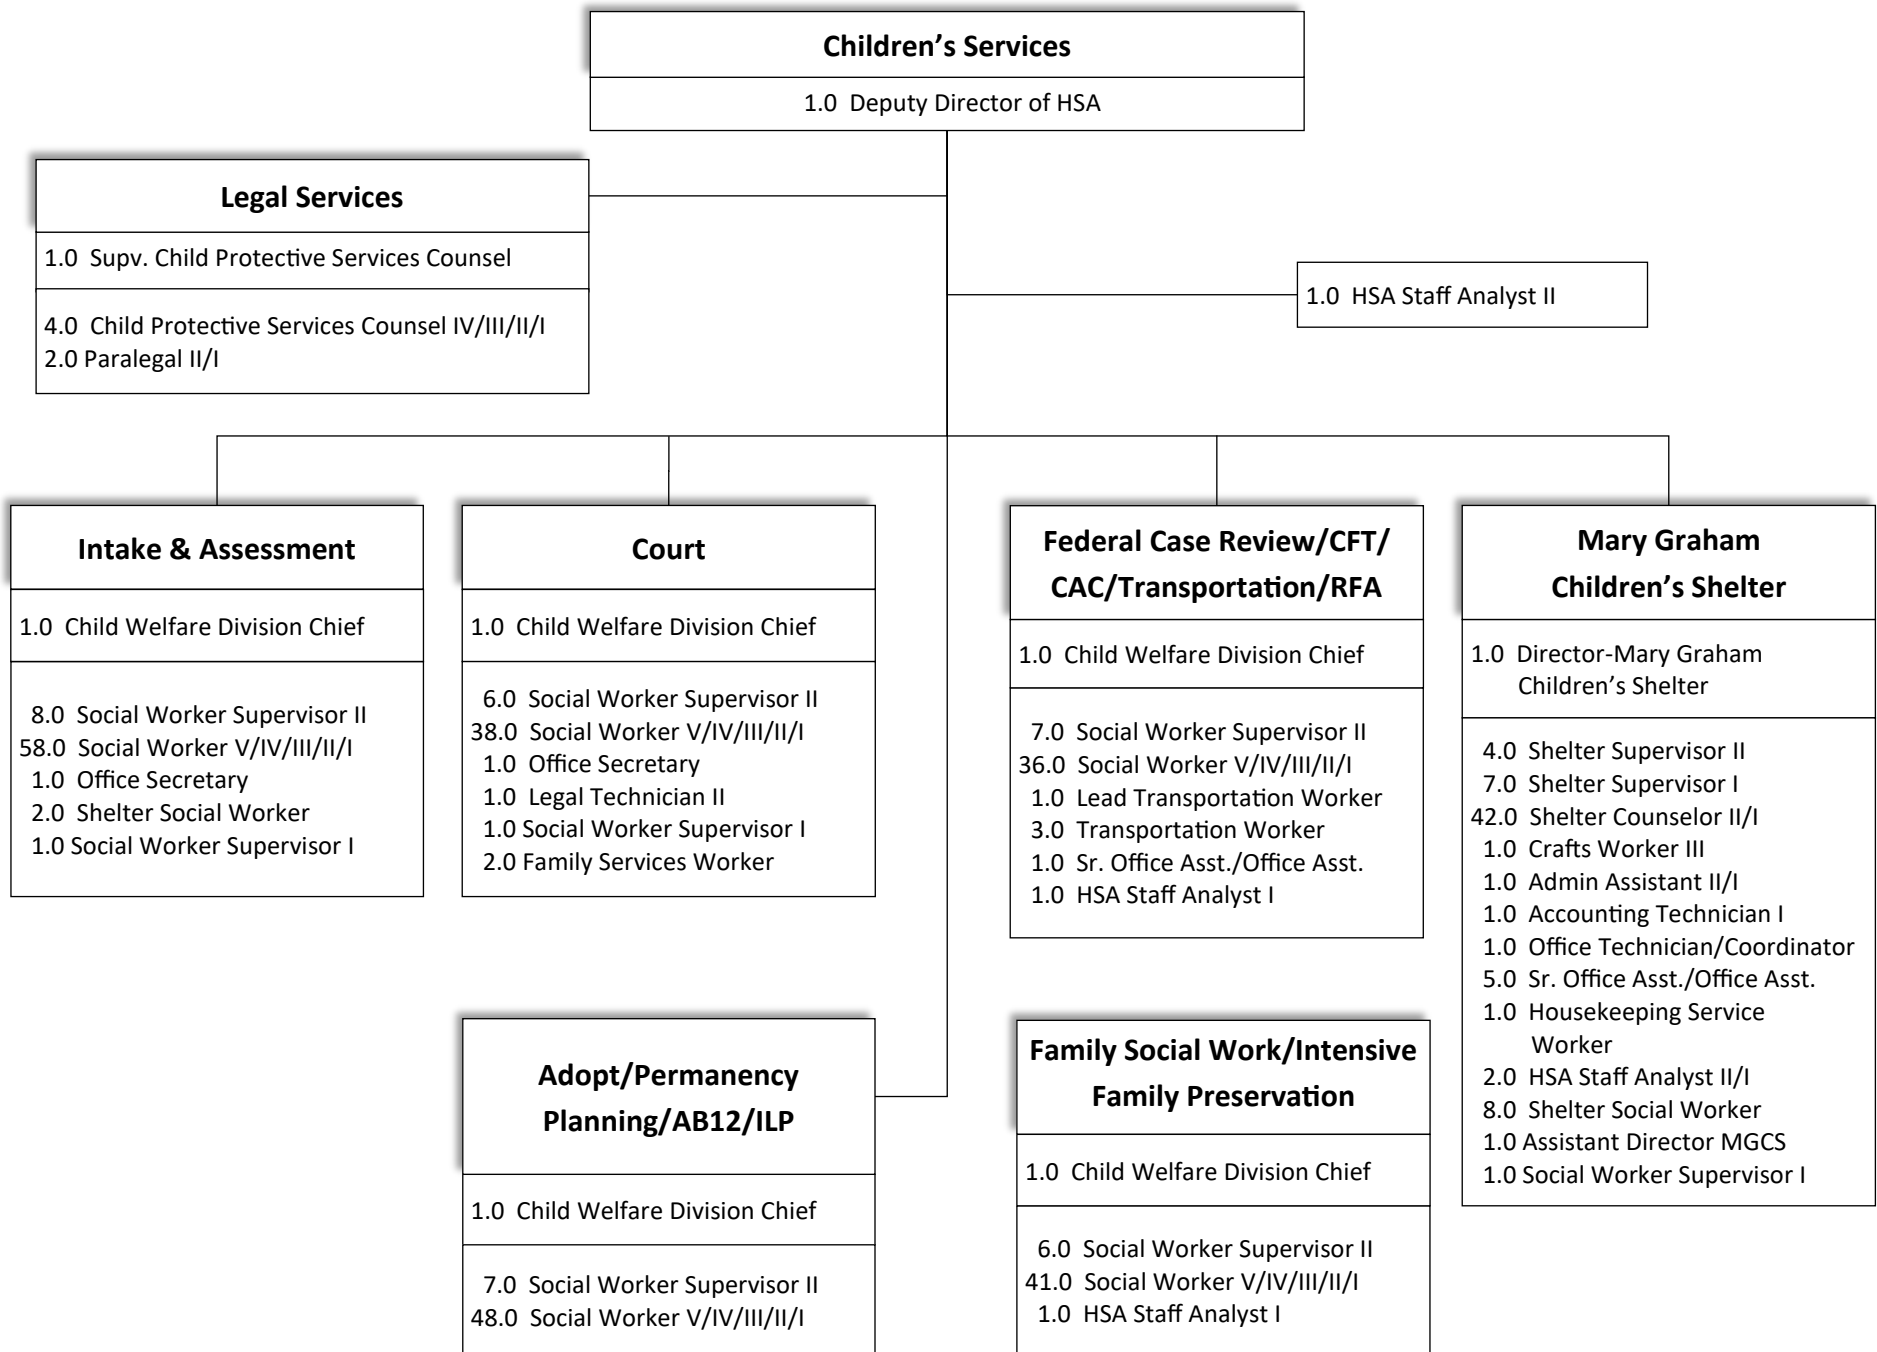 Children’s Services
1.0 Deputy Director of HSA
Legal Services
1.0 Supv. Child Protective Services Counsel
4.0 Child Protective Services Counsel IV/III/II/I
2.0 Paralegal II/I
1.0 HSA Staff Analyst II
Intake & Assessment
1.0 Child Welfare Division Chief
8.0 Social Worker Supervisor II
58.0 Social Worker V/IV/III/II/I
1.0 Office Secretary
2.0 Shelter Social Worker
1.0 Social Worker Supervisor I
Court
1.0 Child Welfare Division Chief
6.0 Social Worker Supervisor II
38.0 Social Worker V/IV/III/II/I
1.0 Office Secretary
1.0 Legal Technician II
1.0 Social Worker Supervisor I
2.0 Family Services Worker
Federal Case Review/CFT/
CAC/Transportation/RFA
1.0 Child Welfare Division Chief
7.0 Social Worker Supervisor II
36.0 Social Worker V/IV/III/II/I
1.0 Lead Transportation Worker
3.0 Transportation Worker
1.0 Sr. Office Asst./Office Asst.
1.0 HSA Staff Analyst I
Mary Graham
Children’s Shelter
1.0 Director-Mary Graham
Children’s Shelter
4.0 Shelter Supervisor II
7.0 Shelter Supervisor I
42.0 Shelter Counselor II/I
1.0 Crafts Worker III
1.0 Admin Assistant II/I
1.0 Accounting Technician I
1.0 Office Technician/Coordinator
5.0 Sr. Office Asst./Office Asst.
1.0 Housekeeping Service
Worker
2.0 HSA Staff Analyst II/I
8.0 Shelter Social Worker
1.0 Assistant Director MGCS
1.0 Social Worker Supervisor I
Adopt/Permanency
Planning/AB12/ILP
1.0 Child Welfare Division Chief
7.0 Social Worker Supervisor II
48.0 Social Worker V/IV/III/II/I
Family Social Work/Intensive
Family Preservation
1.0 Child Welfare Division Chief
6.0 Social Worker Supervisor II
41.0 Social Worker V/IV/III/II/I
1.0 HSA Staff Analyst I